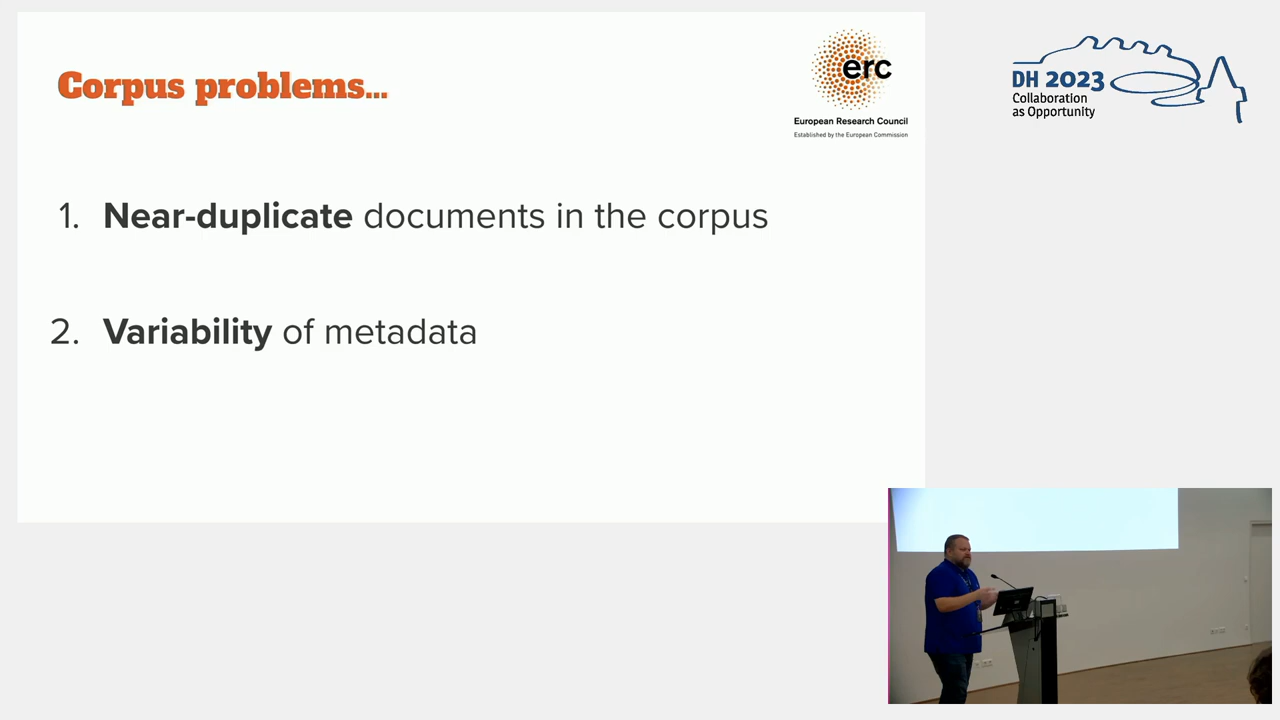 Corpus problems...
erc
European Research Council
Established by the European Commission
1. Near-duplicate documents in the corpus
2. Variability of metadata
DH 2023
Collaboration
as Opportunity